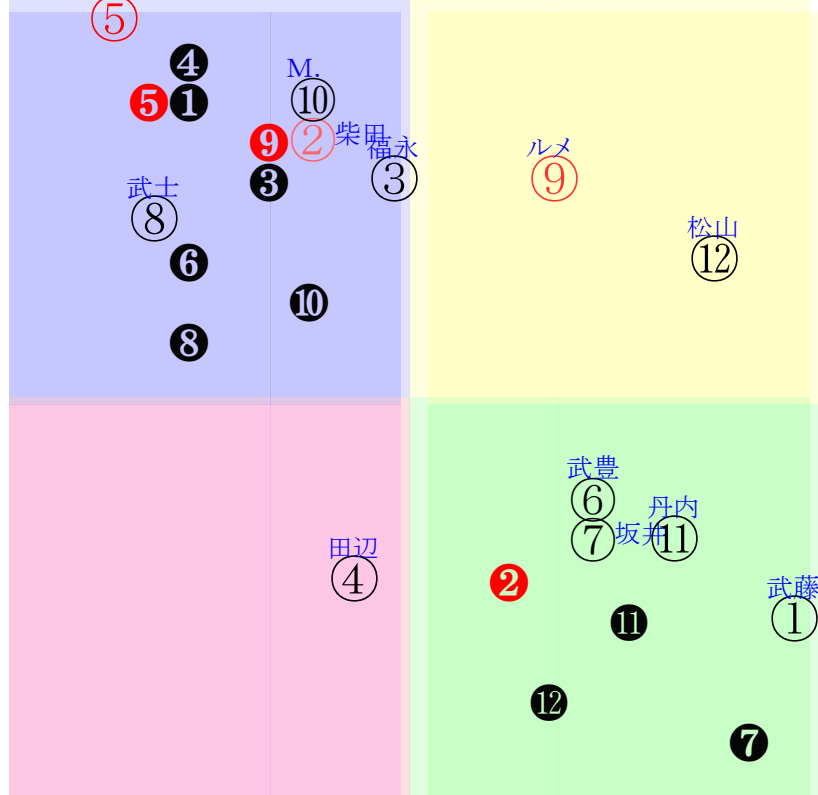 ⑤
❹
M.
❺❶ ⑩
❾ ② 柴田
福永
❸ ③
ルメ
⑨
武士
⑧
松山
⑫
❻
❿
❽
武豊
⑥
丹内
⑦ 坂井 ⑪
田辺
④
❷
武藤
①
⓫
⓬
❼